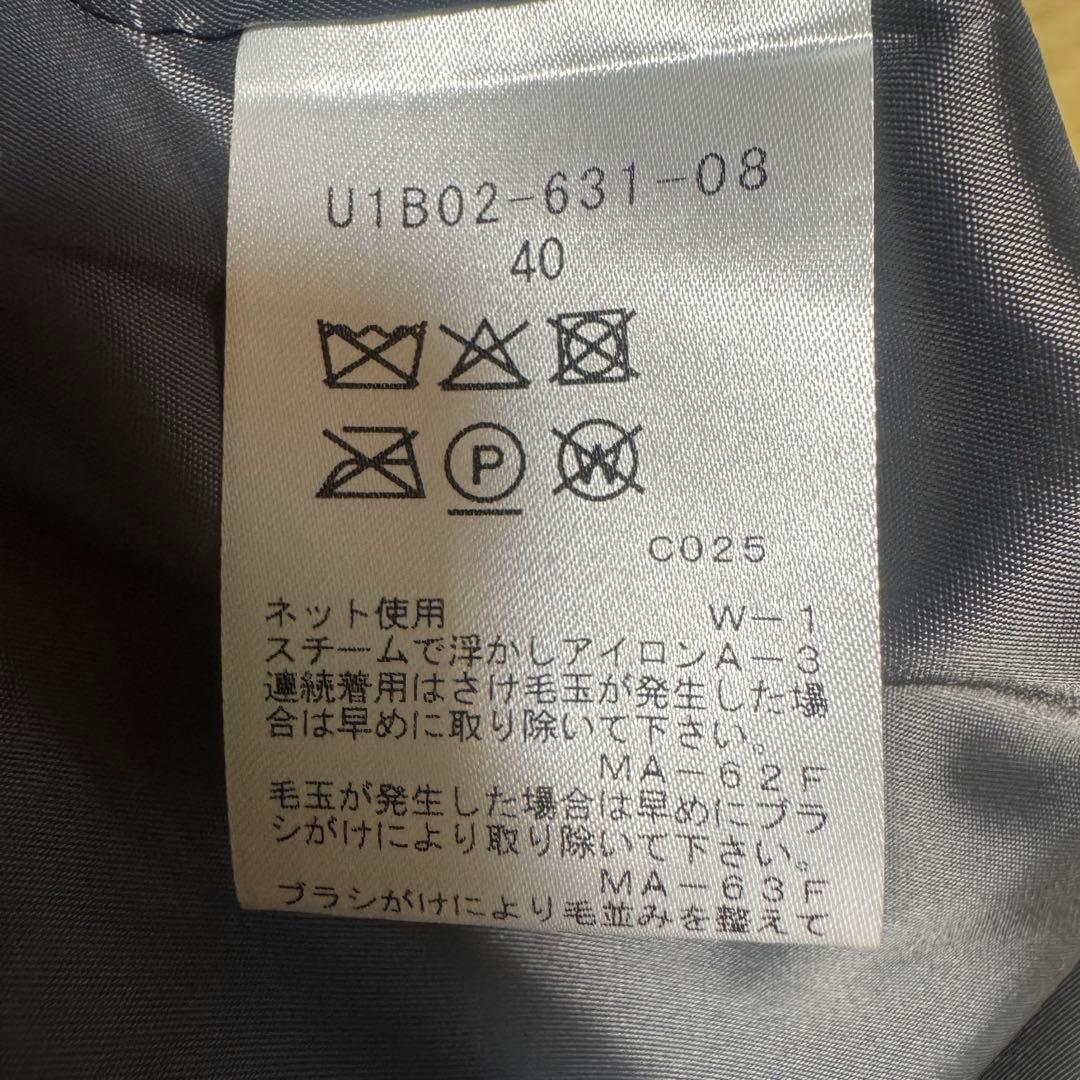 U1B02-631-08
40
P
W
C025
ネット使用 W-1
スチームで浮かしアイロンA-3
連続着用はさけ毛玉が発生した場
合は早めに取り除いて下さい。
MA-62F
毛玉が発生した場合は早めにブラ
シがけにより取り除いて下さい。
MA-63F
ブラシがけにより毛並みを整えて